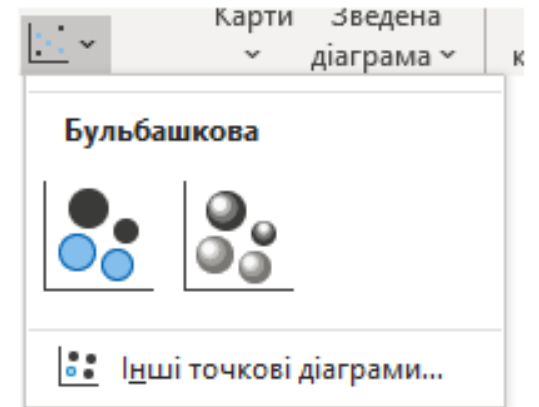 Карти Зведена
діаграма
Бульбашкова
Інші точкові діаграми...